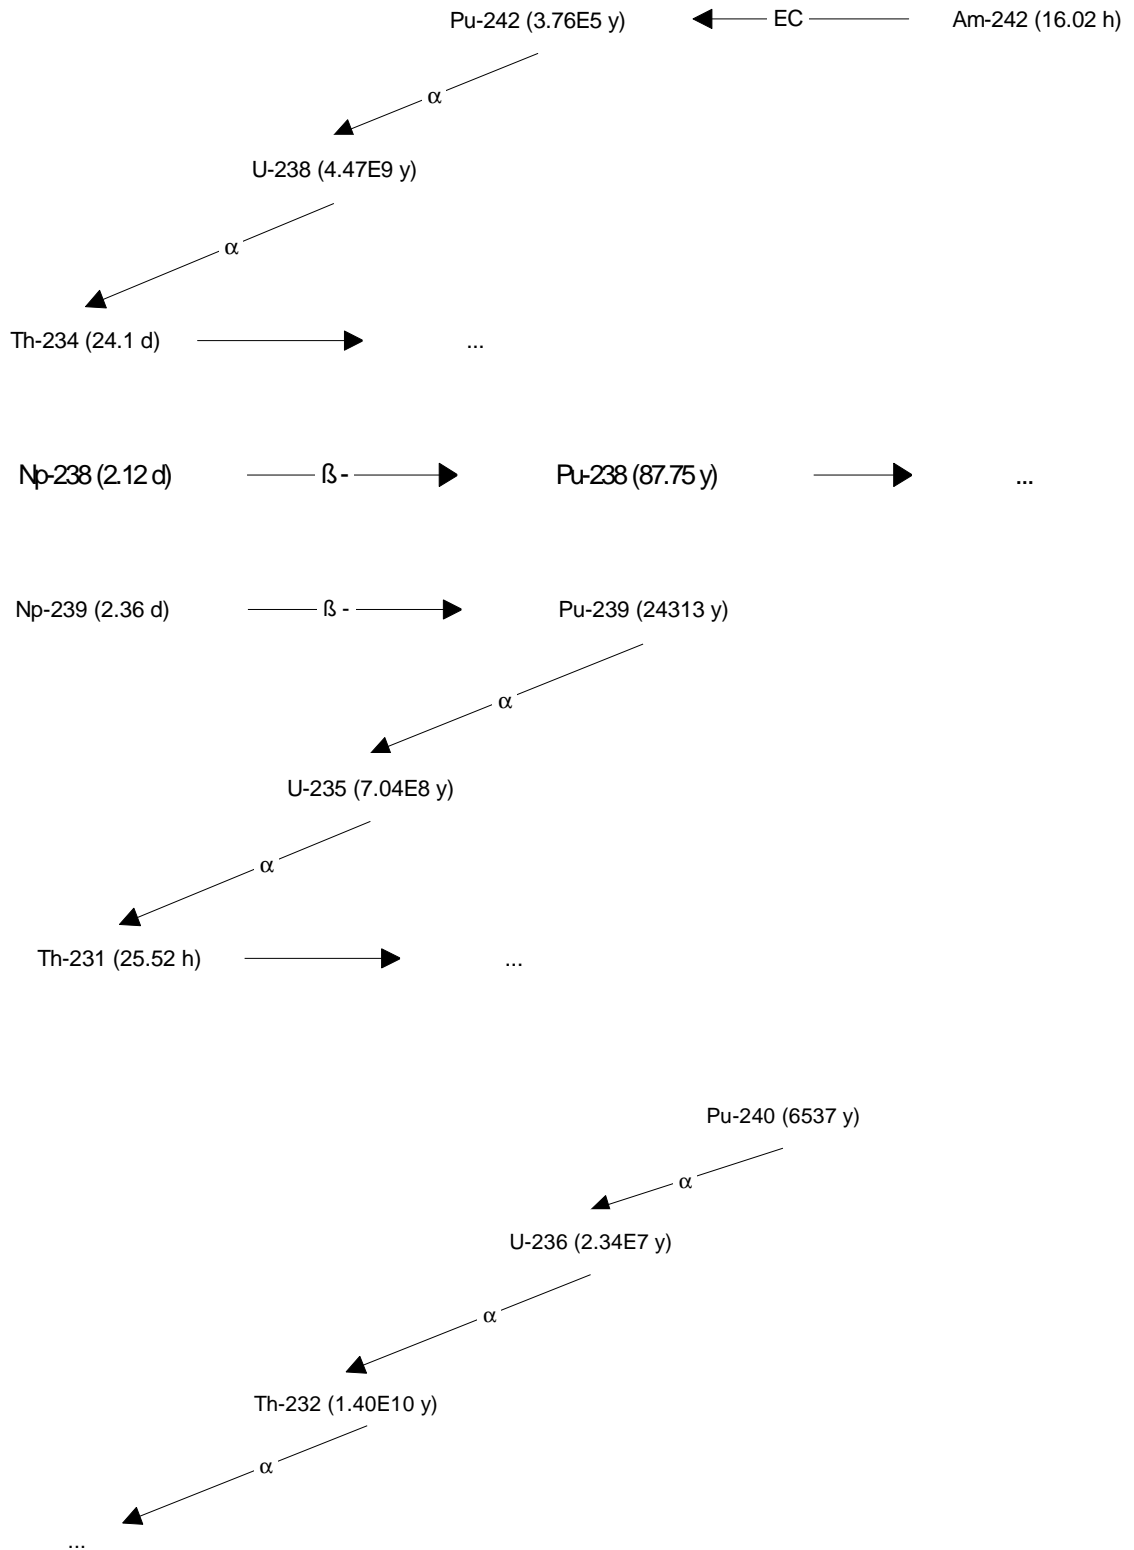 Pu-242 (3.76E5 y) EC Am-242 (16.02 h)
α
U-238 (4.47E9 y)
α
Th-234 (24.1 d) ...
Np-238 (2.12 d) ß - Pu-238 (87.75 y) ...
Np-239 (2.36 d) ß - Pu-239 (24313 y)
α
U-235 (7.04E8 y)
α
Th-231 (25.52 h) ...
Pu-240 (6537 y)
α
U-236 (2.34E7 y)
α
Th-232 (1.40E10 y)
α
...